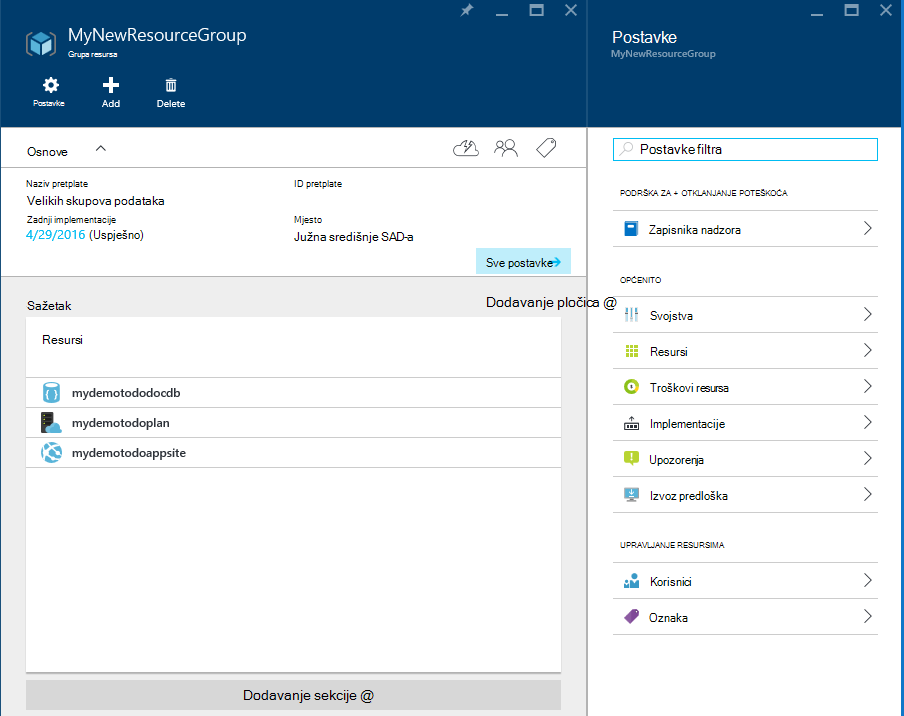 MyNewResourceGroup
Grupa resursa
Postavke
Add
Delete
Osnove
Naziv pretplate
Velikih skupova podataka
ID pretplate
Zadnji implementacije
4/29/2016 (Uspješno)
Mjesto
Južna središnje SAD-a
Sve postavke
Sažetak
Dodavanje pločica @
Resursi
mydemotododocdb
mydemotodoplan
mydemotodoappsite
Dodavanje sekcije @
Postavke
MyNewResourceGroup
Postavke filtra
PODRŠKA ZA + OTKLANJANJE POTEŠKOĆA
Zapisnika nadzora
OPĆENITO
Svojstva
Resursi
Troškovi resursa
Implementacije
Upozorenja
Izvoz predloška
UPRAVLJANJE RESURSIMA
Korisnici
Oznaka